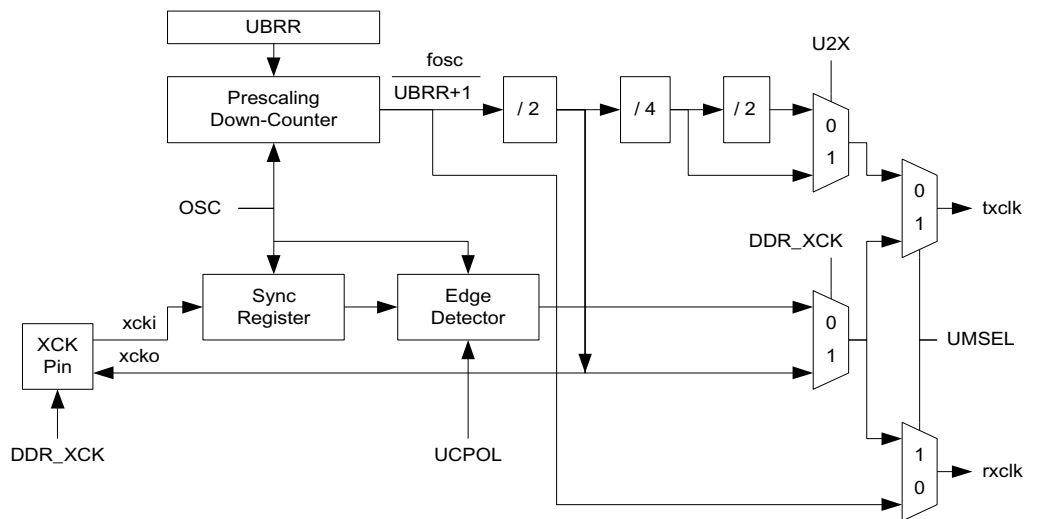 UBRR
Prescaling
Down-Counter
fosc
UBRR+1
/ 2
/ 4
/ 2
U2X
0
1
OSC
DDR_XCK
0
1
txclk
Sync
Register
Edge
Detector
xcki
xcko
XCK
Pin
0
1
UMSEL
DDR_XCK
UCPOL
1
0
rxclk